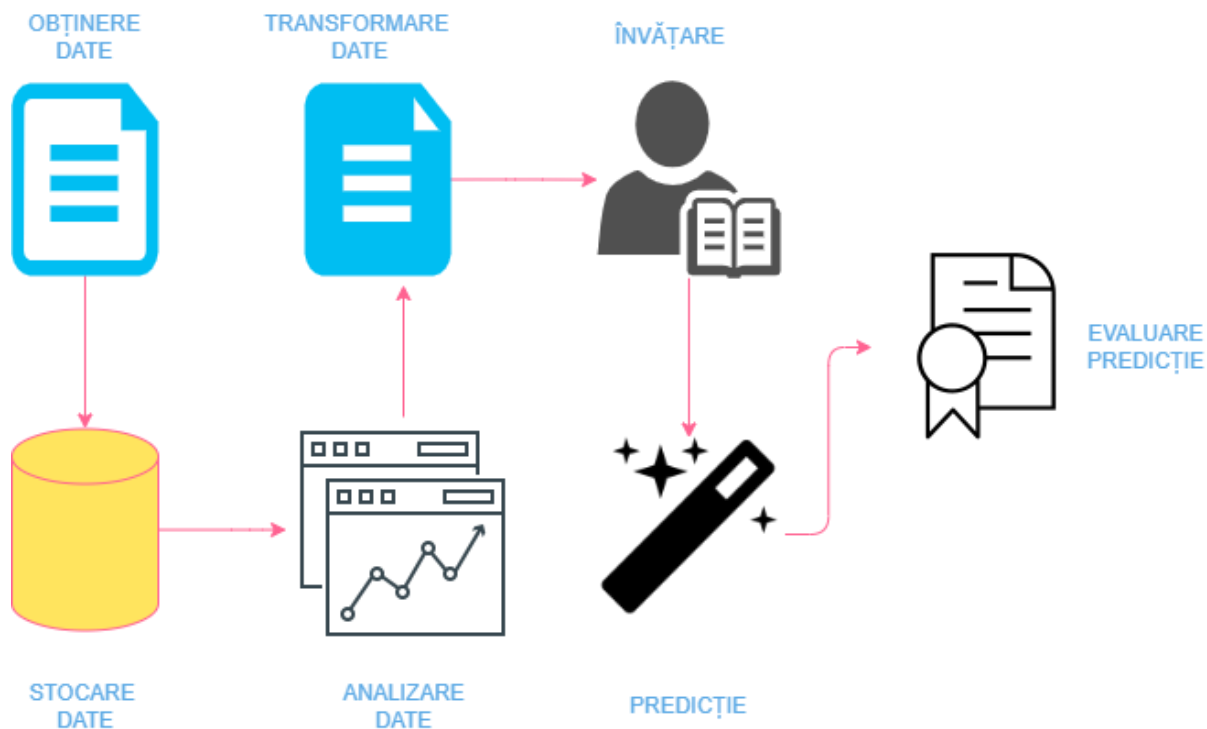 OBȚINERE
DATE
TRANSFORMARE
DATE
ÎNVĂȚARE
EVALUARE
PREDICȚIE
STOCARE
DATE
ANALIZARE
DATE
PREDICȚIE